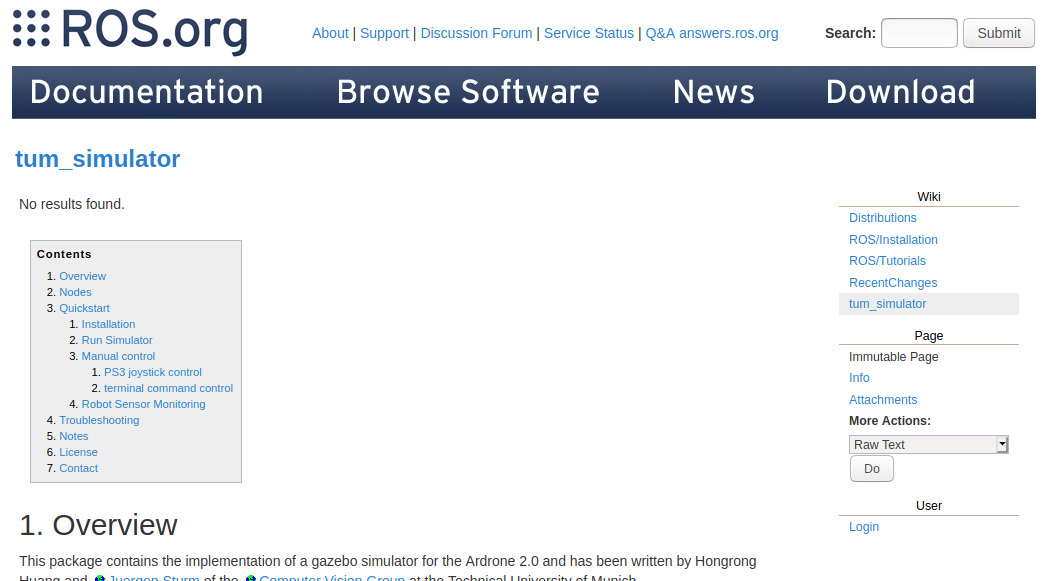 ROS.org
About | Support | Discussion Forum | Service Status | Q&A answers.ros.org
Search: Submit
Documentation Browse Software News Download
tum_simulator
No results found.
Contents
1. Overview
2. Nodes
3. Quickstart
1. Installation
2. Run Simulator
3. Manual control
1. PS3 joystick control
2. terminal command control
4. Robot Sensor Monitoring
4. Troubleshooting
5. Notes
6. License
7. Contact
1. Overview
This package contains the implementation of a gazebo simulator for the Ardrone 2.0 and has been written by Hongrong
Huang and Juergen Sturm of the Computer Vision Group at the Technical University of Munich.
Wiki
Distributions
ROS/Installation
ROS/Tutorials
RecentChanges
tum_simulator
Page
Immutable Page
Info
Attachments
More Actions:
Raw Text
Do
User
Login